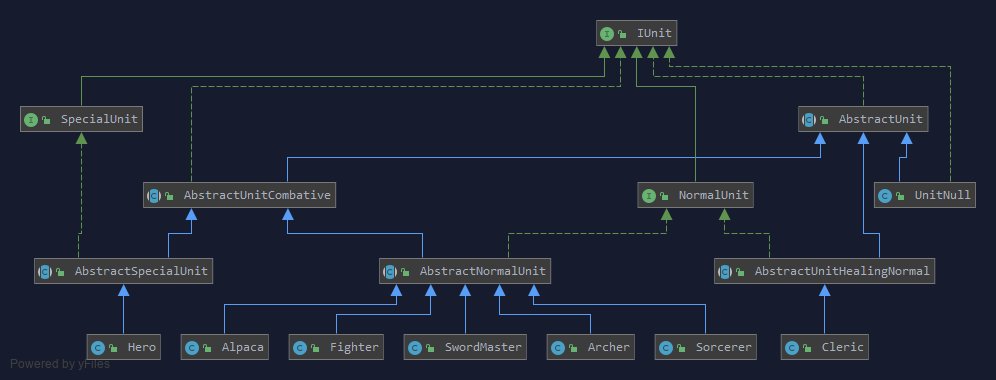 IUnit
SpecialUnit
AbstractUnit
AbstractUnitCombative
NormalUnit
UnitNull
AbstractSpecialUnit
AbstractNormalUnit
AbstractUnitHealingNormal
Hero
Alpaca
Fighter
SwordMaster
Archer
Sorcerer
Cleric
Powered by yFiles